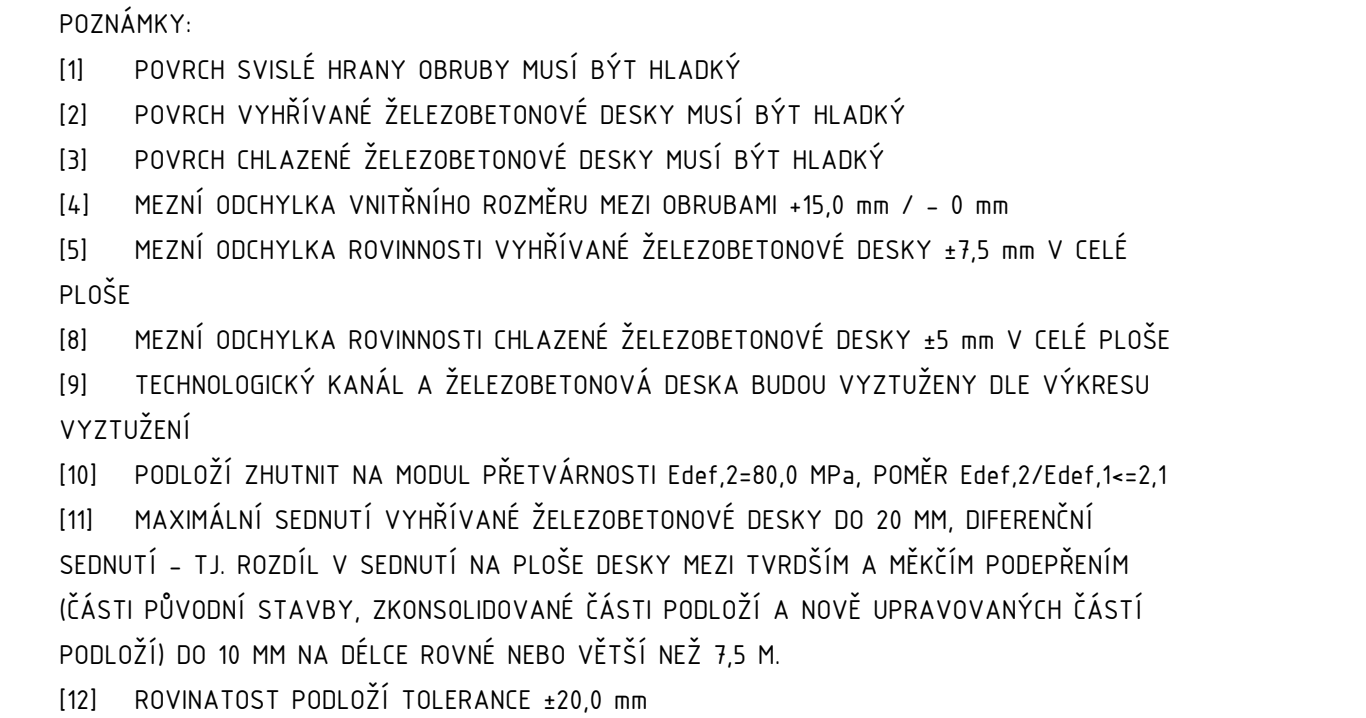 POZNÁMKY:
[1] POVRCH SVISLÉ HRANY OBRUBY MUSÍ BÝT HLADKÝ
[2] POVRCH VYHŘÍVANÉ ŽELEZOBETONOVÉ DESKY MUSÍ BÝT HLADKÝ
[3] POVRCH CHLAZENÉ ŽELEZOBETONOVÉ DESKY MUSÍ BÝT HLADKÝ
[4] MEZNÍ ODCHYLKA VNITŘNÍHO ROZMĚRU MEZI OBRUBAMI +15,0 mm / - 0 mm
[5] MEZNÍ ODCHYLKA ROVINNOSTI VYHŘÍVANÉ ŽELEZOBETONOVÉ DESKY ±7,5 mm V CELÉ
PLOŠE
[8] MEZNÍ ODCHYLKA ROVINNOSTI CHLAZENÉ ŽELEZOBETONOVÉ DESKY ±5 mm V CELÉ PLOŠE
[9] TECHNOLOGICKÝ KANÁL A ŽELEZOBETONOVÁ DESKA BUDOU VYZTUŽENY DLE VÝKRESU
VYZTUŽENÍ
[10] PODLOŽÍ ZHUTNIT NA MODUL PŘETVÁRNOSTI Edef,2=80,0 MPa, POMĚR Edef,2/Edef,1<=2,1
[11] MAXIMÁLNÍ SEDNUTÍ VYHŘÍVANÉ ŽELEZOBETONOVÉ DESKY DO 20 MM, DIFERENČNÍ
SEDNUTÍ - TJ. ROZDÍL V SEDNUTÍ NA PLOŠE DESKY MEZI TVRDŠÍM A MĚKČÍM PODEPŘENÍM
(ČÁSTI PŮVODNÍ STAVBY, ZKONSOLIDOVANÉ ČÁSTI PODLOŽÍ A NOVĚ UPRAVOVANÝCH ČÁSTÍ
PODLOŽÍ) DO 10 MM NA DÉLCE ROVNÉ NEBO VĚTŠÍ NEŽ 7,5 M.
[12] ROVINATOST PODLOŽÍ TOLERANCE ±20,0 mm